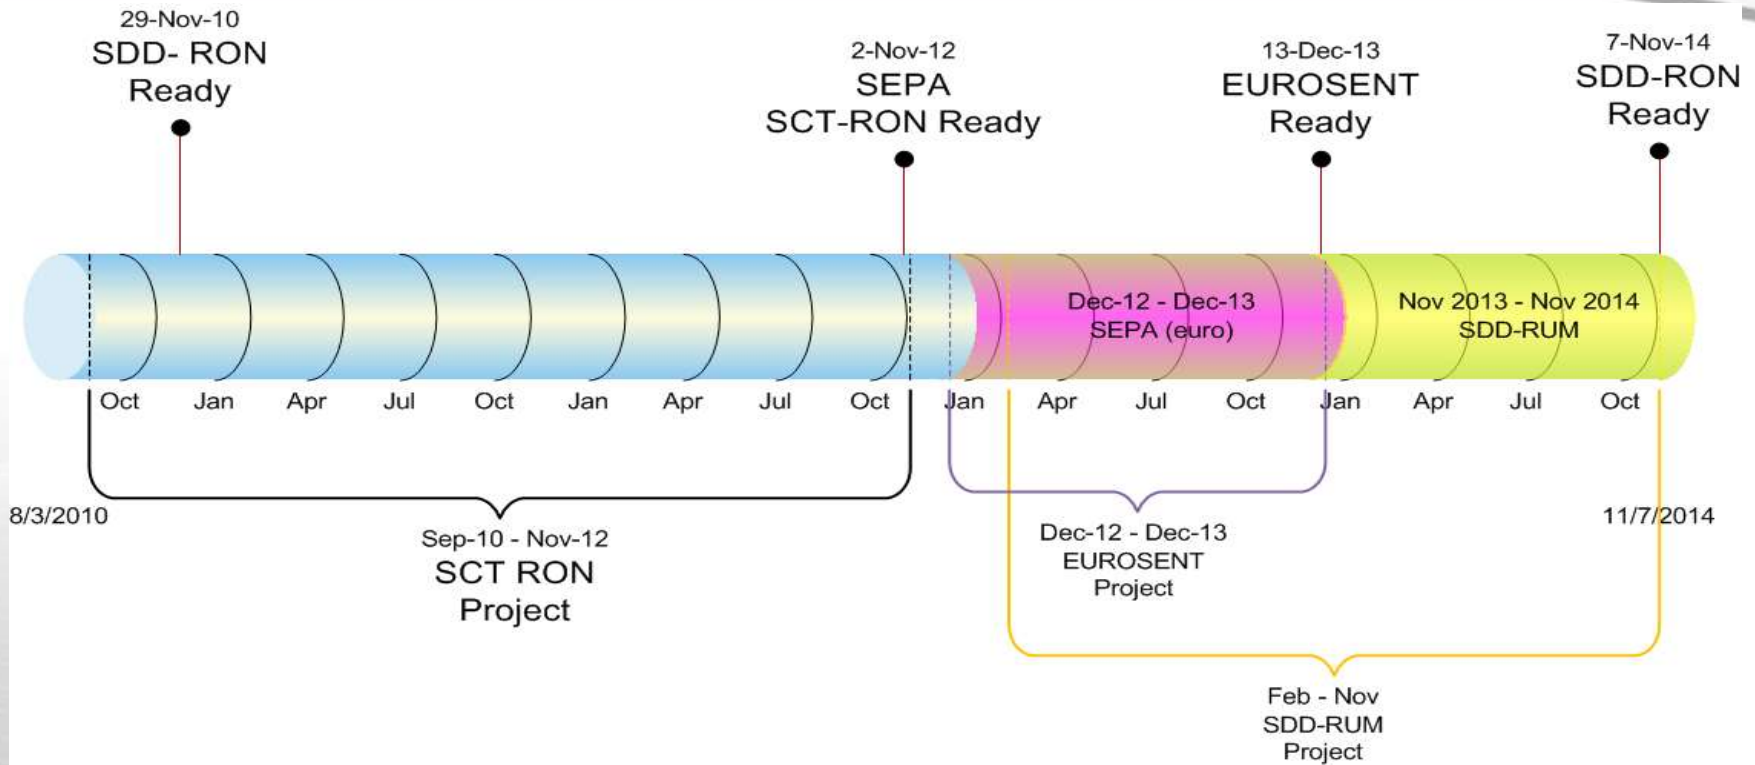 29-Nov-10
SDD- RON
Ready
2-Nov-12
SEPA
SCT-RON Ready
13-Dec-13
EUROSENT
Ready
7-Nov-14
SDD-RON
Ready
Dec-12 - Dec-13
SEPA (euro)
Nov 2013 - Nov 2014
SDD-RUM
Oct Jan Apr Jul Oct Jan Apr Jul Oct Jan Apr Jul Oct Jan Apr Jul Oct
8/3/2010
11/7/2014
Sep-10 - Nov-12
SCT RON
Project
Dec-12 - Dec-13
EUROSENT
Project
Feb - Nov
SDD-RUM
Project